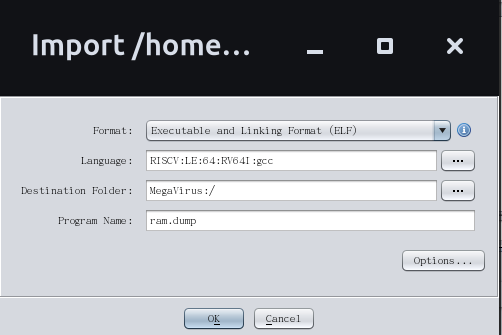 Import /home...
Format: Executable and Linking Format (ELF)
Language: RISCV:LE:64:RV64I:gcc ...
Destination Folder: MegaVirus:/ ...
Program Name: ram.dump
Options...
OK Cancel